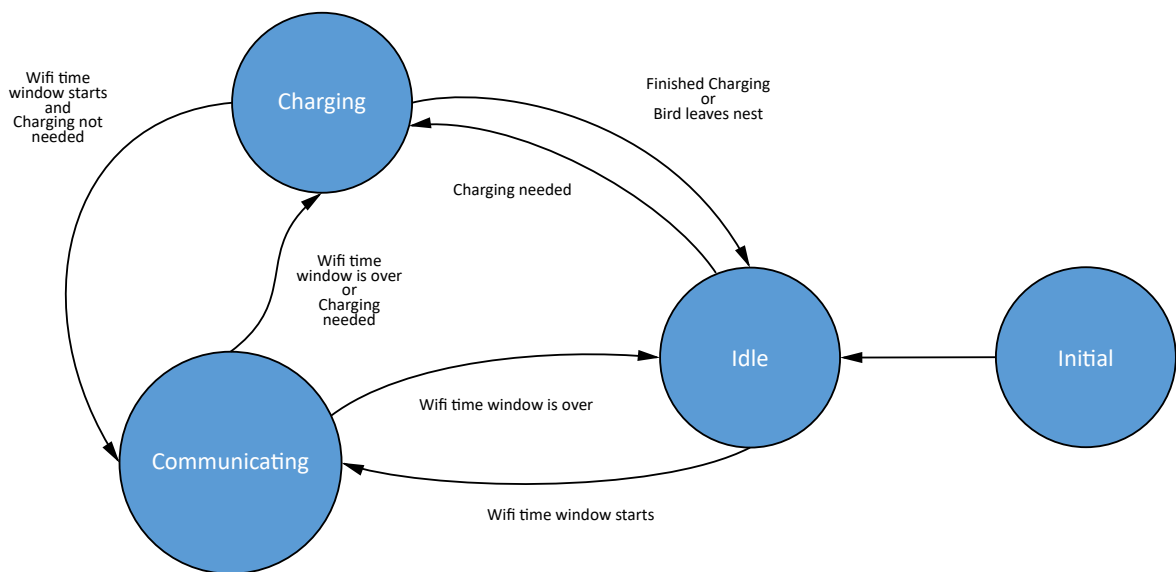 Wifi time
window starts
and
Charging not
needed
Charging
Finished Charging
or
Bird leaves nest
Charging needed
Wifi time
window is over
or
Charging
needed
Idle
Initial
Wifi time window is over
Communicating
Wifi time window starts